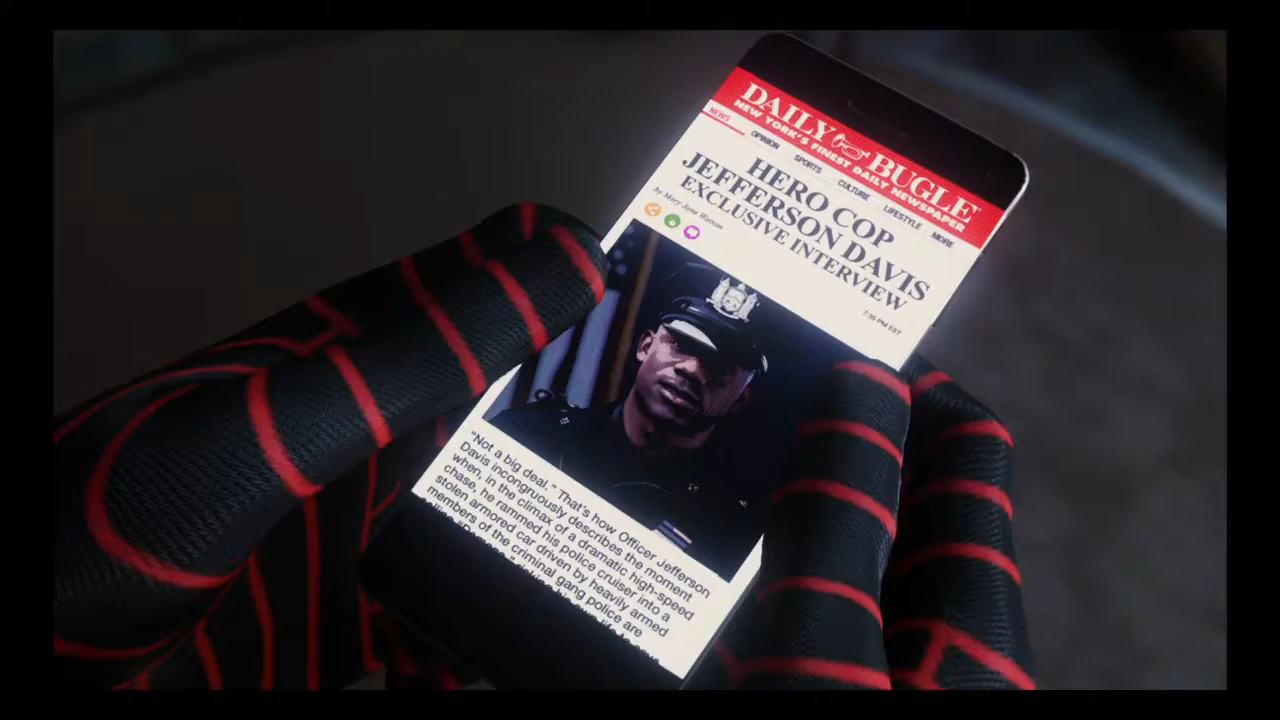 DAILY BUGLE
NEW YORK'S FINEST DAILY NEWSPAPER
NEWS OPINION SPORTS CULTURE LIFESTYLE MORE
HERO COP
JEFFERSON DAVIS
EXCLUSIVE INTERVIEW
by Mary Jane Watson
7:35 PM EST
"Not a big deal." That's how Officer Jefferson
Davis incongruously describes the moment
when, in the climax of a dramatic high-speed
chase, he rammed his police cruiser into a
stolen armored car driven by heavily armed
members of the criminal gang police are